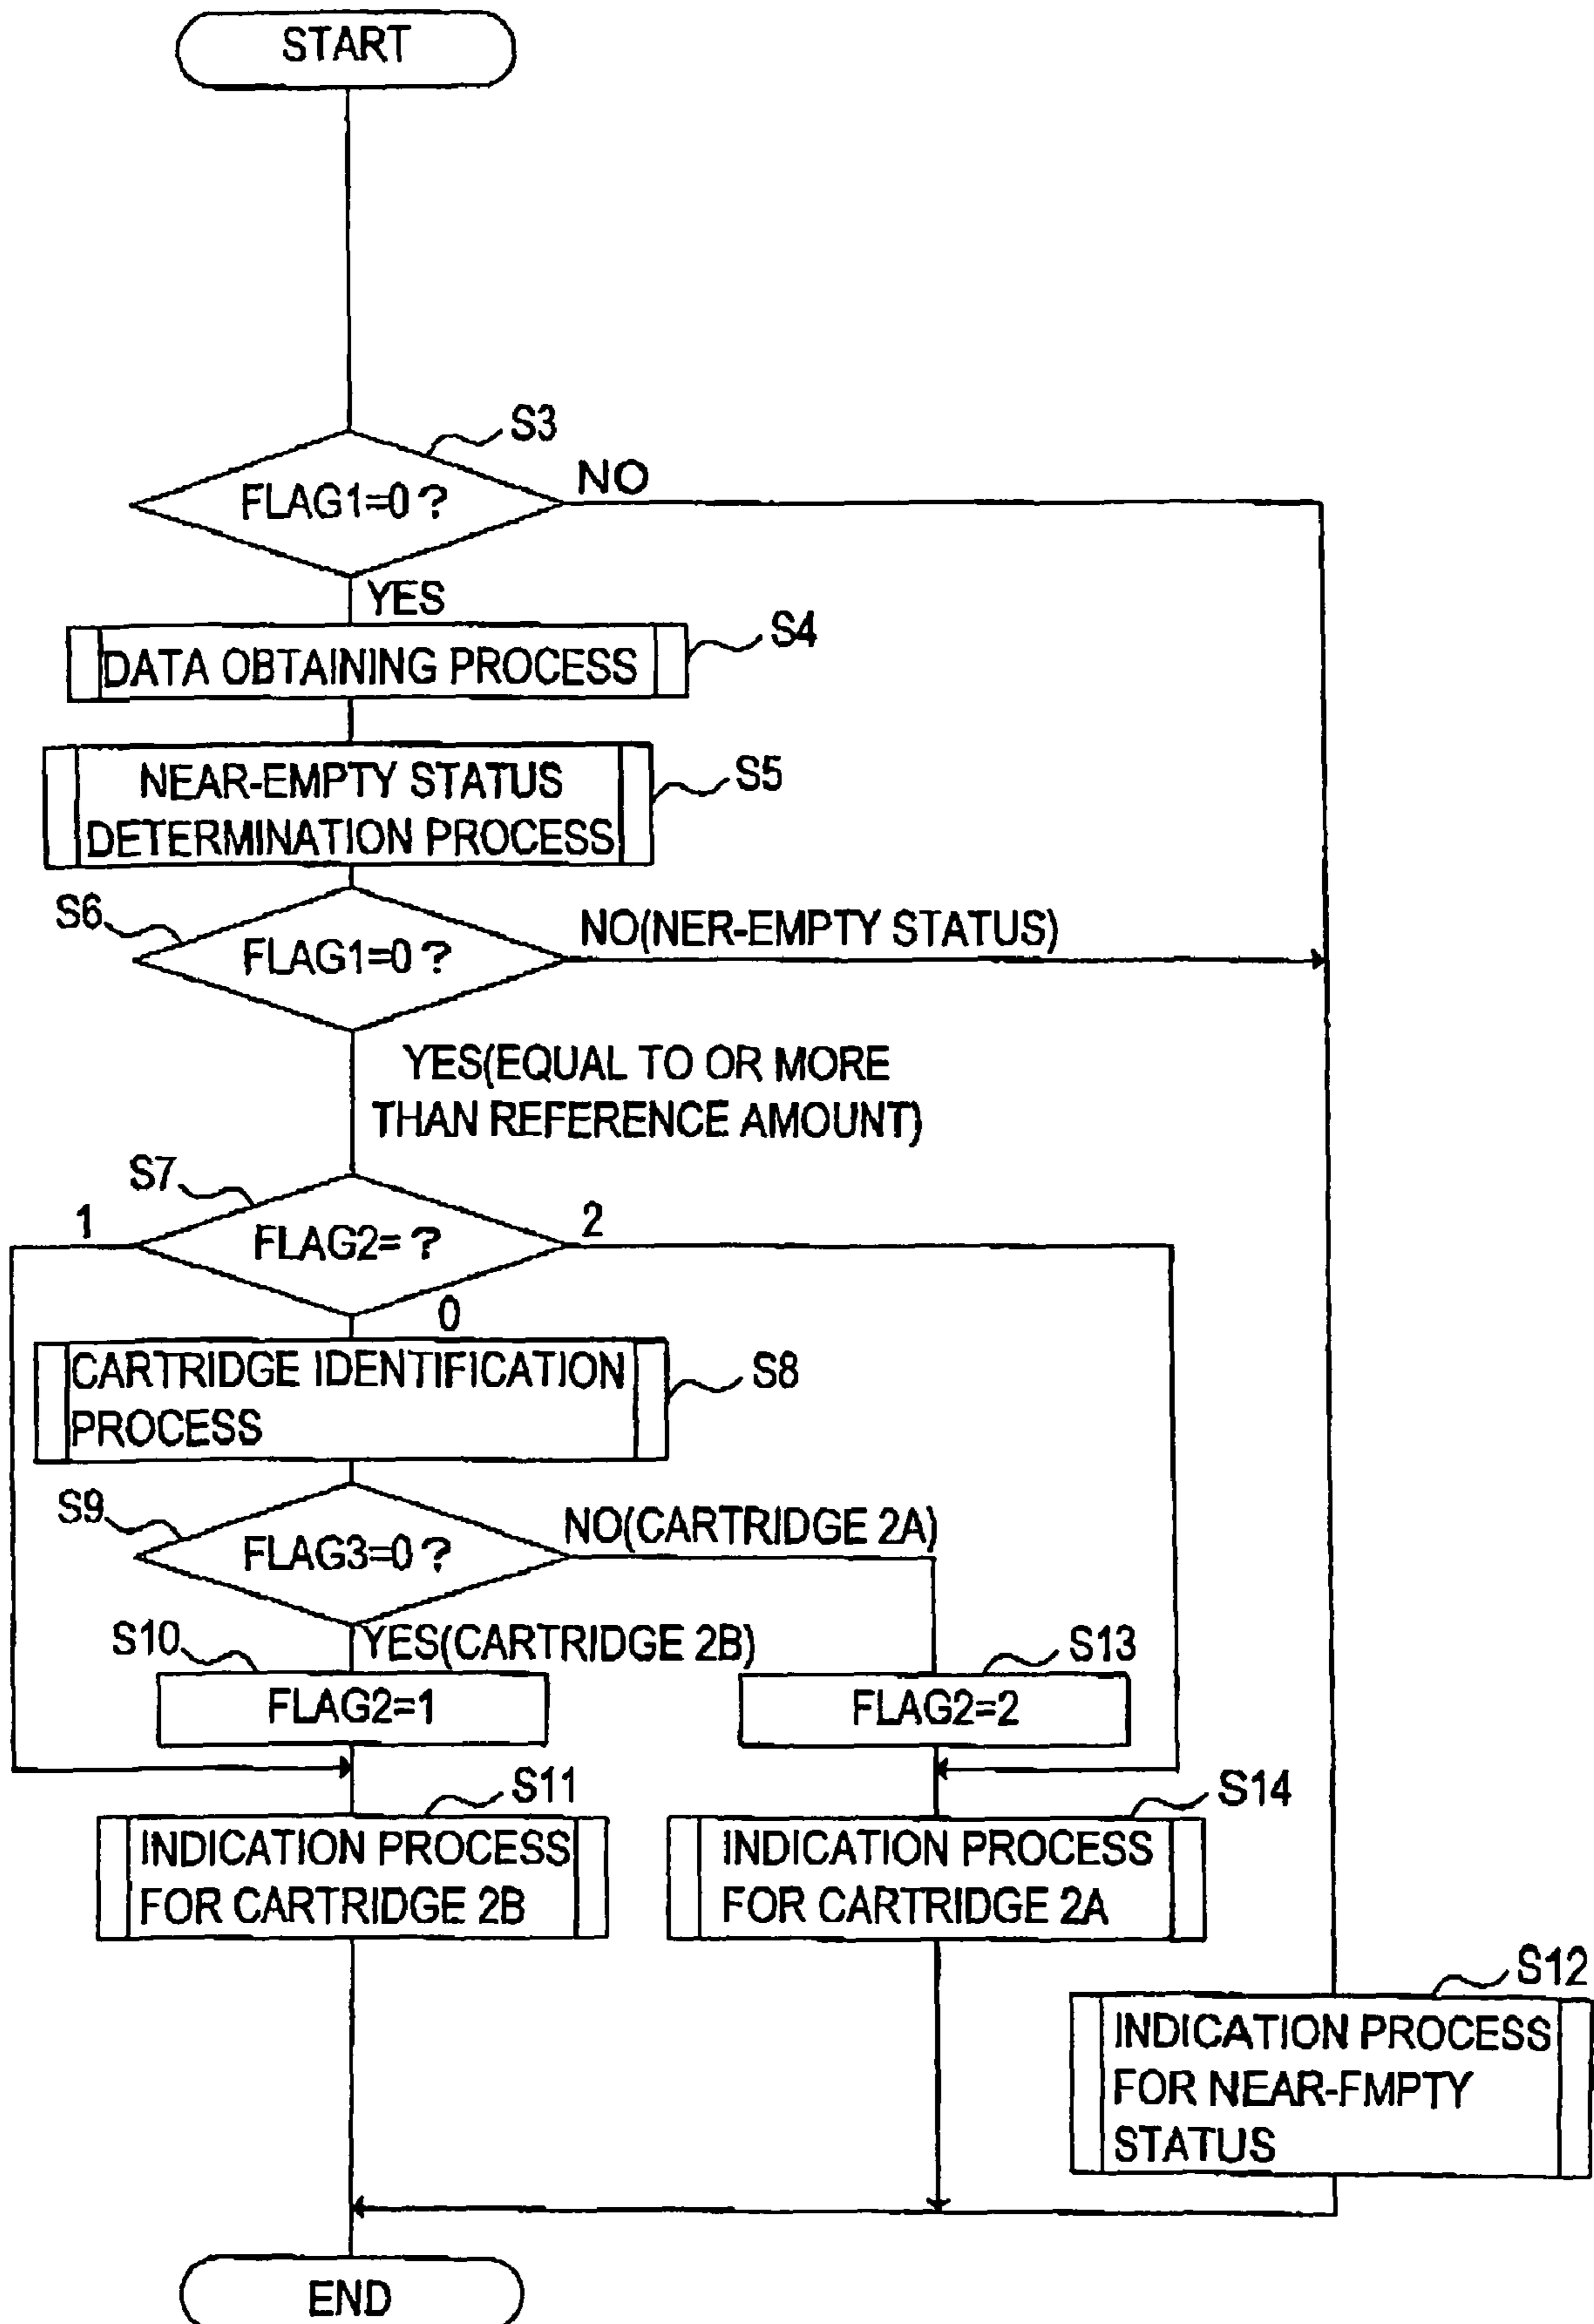 START
S3
FLAG1=0 ?
NO
YES
S4
DATA OBTAINING PROCESS
S5
NEAR-EMPTY STATUS
DETERMINATION PROCESS
S6
FLAG1=0 ?
NO(NER-EMPTY STATUS)
YES(EQUAL TO OR MORE
THAN REFERENCE AMOUNT)
S7
1
FLAG2= ?
2
0
CARTRIDGE IDENTIFICATION
PROCESS
S8
S9
FLAG3=0 ?
NO(CARTRIDGE 2A)
YES(CARTRIDGE 2B)
S10
FLAG2=1
S13
FLAG2=2
S11
INDICATION PROCESS
FOR CARTRIDGE 2B
S14
INDICATION PROCESS
FOR CARTRIDGE 2A
S12
INDICATION PROCESS
FOR NEAR-FMPTY
STATUS
END